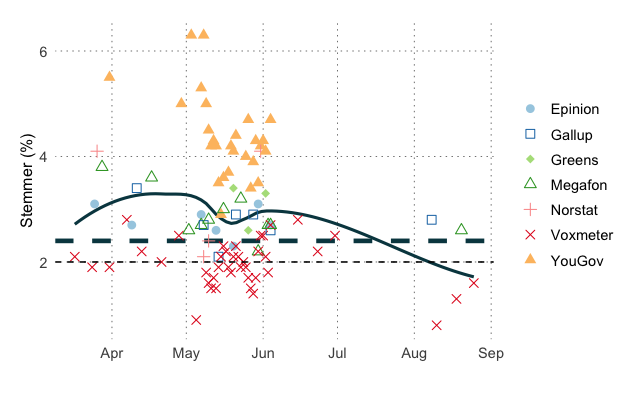 Stemmer (%)
6
4
2
Apr May Jun Jul Aug Sep
Epinion
Gallup
Greens
Megafon
Norstat
Voxmeter
YouGov